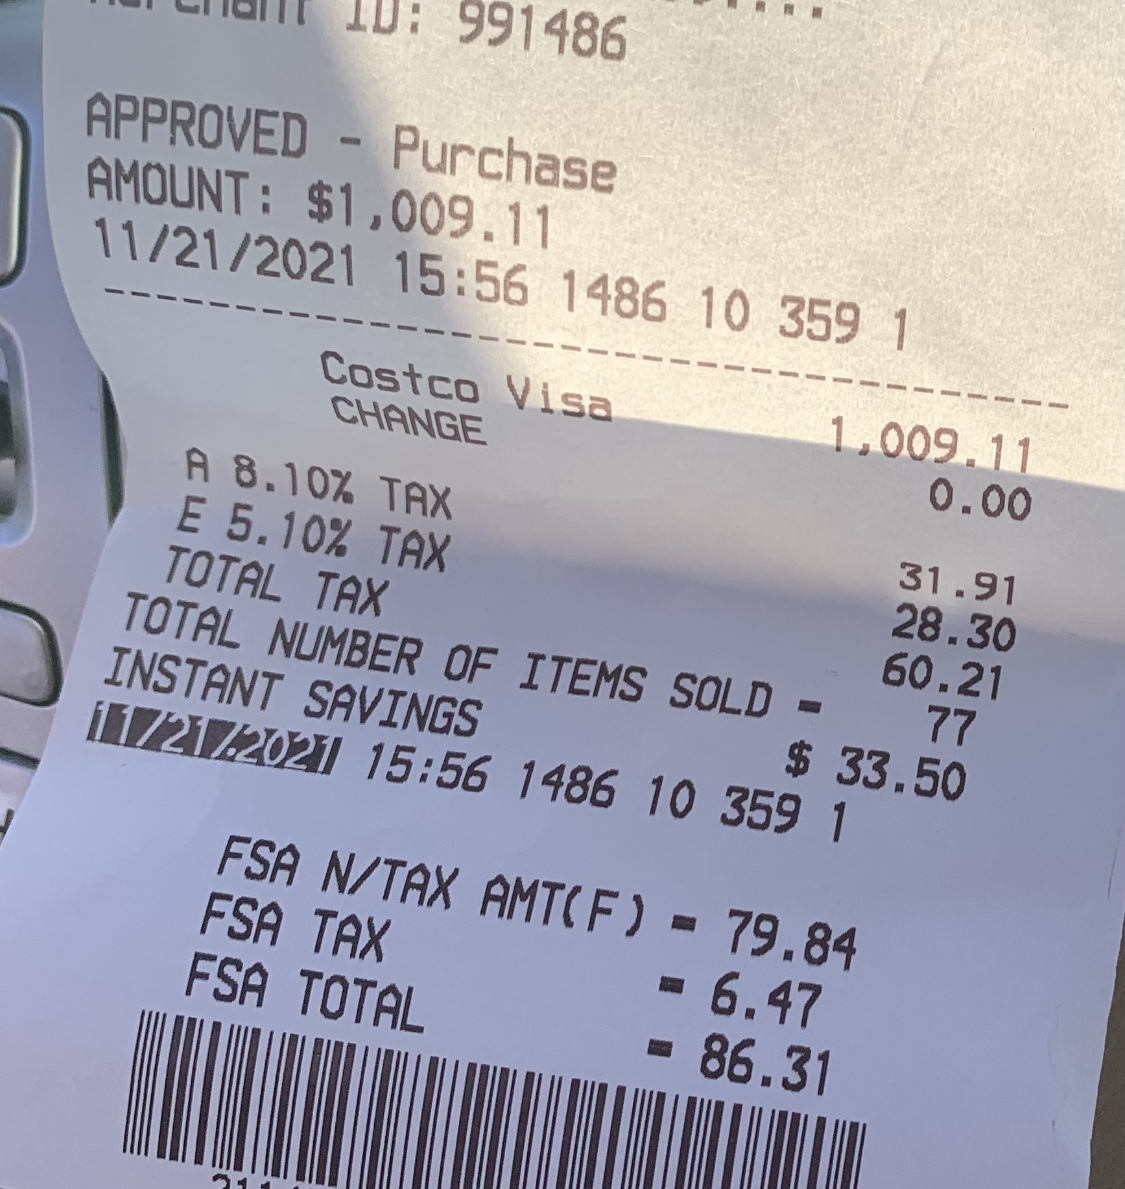 Merchant ID: 991486
APPROVED - Purchase
AMOUNT: $1,009.11
11/21/2021 15:56 1486 10 359 1
--------------------------------------
Costco Visa 1,009.11
CHANGE 0.00
A 8.10% TAX 31.91
E 5.10% TAX 28.30
TOTAL TAX 60.21
TOTAL NUMBER OF ITEMS SOLD = 77
INSTANT SAVINGS $ 33.50
11/21/2021 15:56 1486 10 359 1
FSA N/TAX AMT(F) = 79.84
FSA TAX = 6.47
FSA TOTAL = 86.31